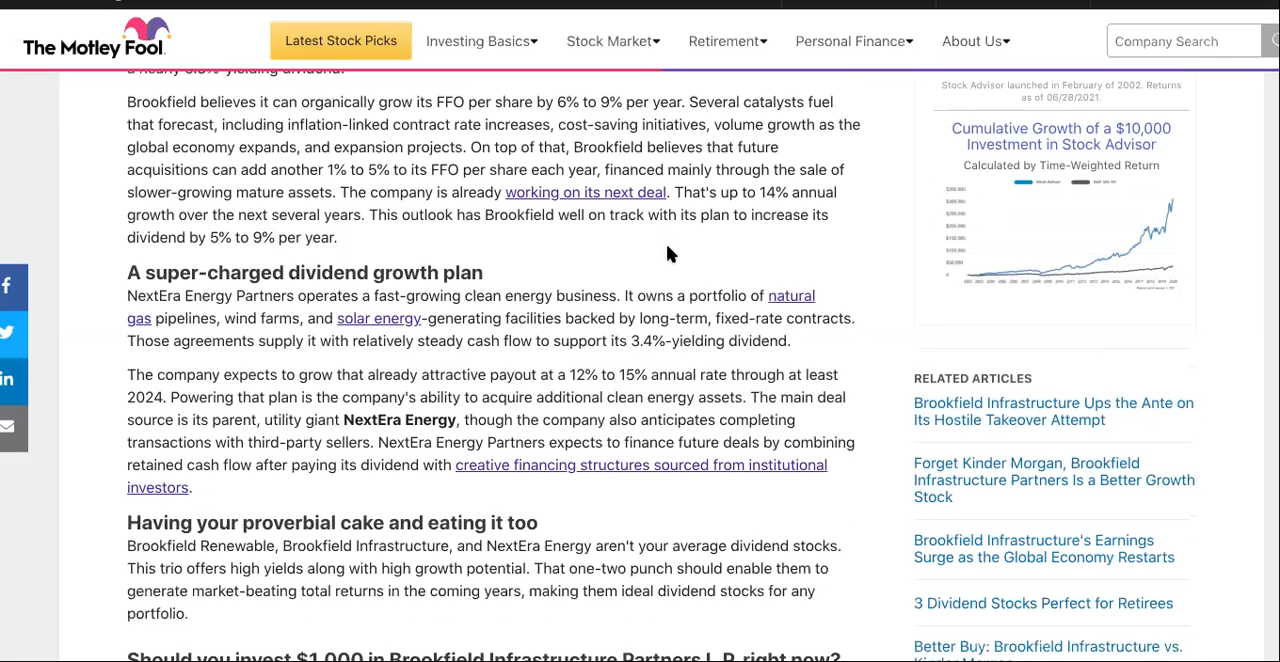 The Motley Fool.
Latest Stock Picks
Investing Basics
Stock Market
Retirement
Personal Finance
About Us
Company Search
Brookfield believes it can organically grow its FFO per share by 6% to 9% per year. Several catalysts fuel
that forecast, including inflation-linked contract rate increases, cost-saving initiatives, volume growth as the
global economy expands, and expansion projects. On top of that, Brookfield believes that future
acquisitions can add another 1% to 5% to its FFO per share each year, financed mainly through the sale of
slower-growing mature assets. The company is already working on its next deal. That's up to 14% annual
growth over the next several years. This outlook has Brookfield well on track with its plan to increase its
dividend by 5% to 9% per year.
A super-charged dividend growth plan
NextEra Energy Partners operates a fast-growing clean energy business. It owns a portfolio of natural
gas pipelines, wind farms, and solar energy-generating facilities backed by long-term, fixed-rate contracts.
Those agreements supply it with relatively steady cash flow to support its 3.4%-yielding dividend.
The company expects to grow that already attractive payout at a 12% to 15% annual rate through at least
2024. Powering that plan is the company's ability to acquire additional clean energy assets. The main deal
source is its parent, utility giant NextEra Energy, though the company also anticipates completing
transactions with third-party sellers. NextEra Energy Partners expects to finance future deals by combining
retained cash flow after paying its dividend with creative financing structures sourced from institutional
investors.
Having your proverbial cake and eating it too
Brookfield Renewable, Brookfield Infrastructure, and NextEra Energy aren't your average dividend stocks.
This trio offers high yields along with high growth potential. That one-two punch should enable them to
generate market-beating total returns in the coming years, making them ideal dividend stocks for any
portfolio.
Should you invest $1,000 in Brookfield Infrastructure Partners L.P. right now?
Stock Advisor launched in February of 2002. Returns
as of 06/28/2021.
Cumulative Growth of a $10,000
Investment in Stock Advisor
Calculated by Time-Weighted Return
RELATED ARTICLES
Brookfield Infrastructure Ups the Ante on
Its Hostile Takeover Attempt
Forget Kinder Morgan, Brookfield
Infrastructure Partners Is a Better Growth
Stock
Brookfield Infrastructure's Earnings
Surge as the Global Economy Restarts
3 Dividend Stocks Perfect for Retirees
Better Buy: Brookfield Infrastructure vs.
Kinder Morgan